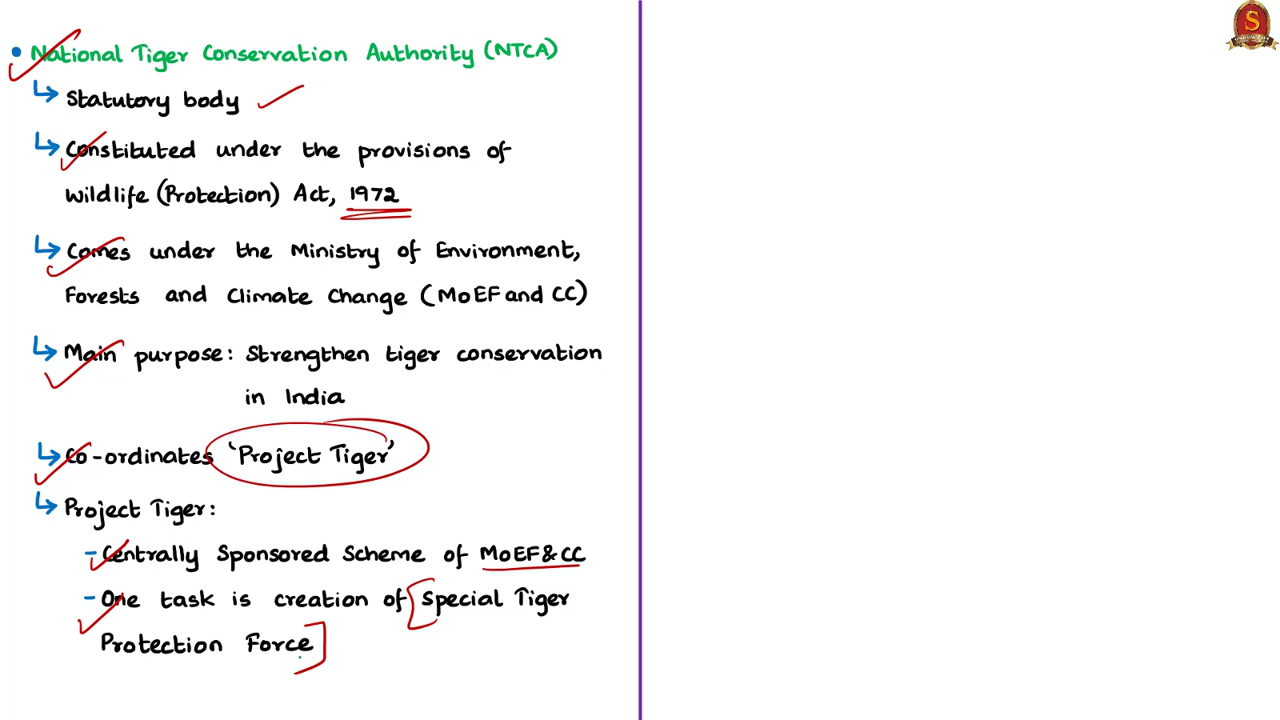 • National Tiger Conservation Authority (NTCA)
↳ Statutory body
↳ Constituted under the provisions of
Wildlife (Protection) Act, 1972
↳ Comes under the Ministry of Environment,
Forests and Climate Change (MoEF and CC)
↳ Main purpose: Strengthen tiger conservation
in India
↳ Co-ordinates 'Project Tiger'
↳ Project Tiger:
- Centrally Sponsored Scheme of MoEF&CC
- One task is creation of [Special Tiger
Protection Force]
S